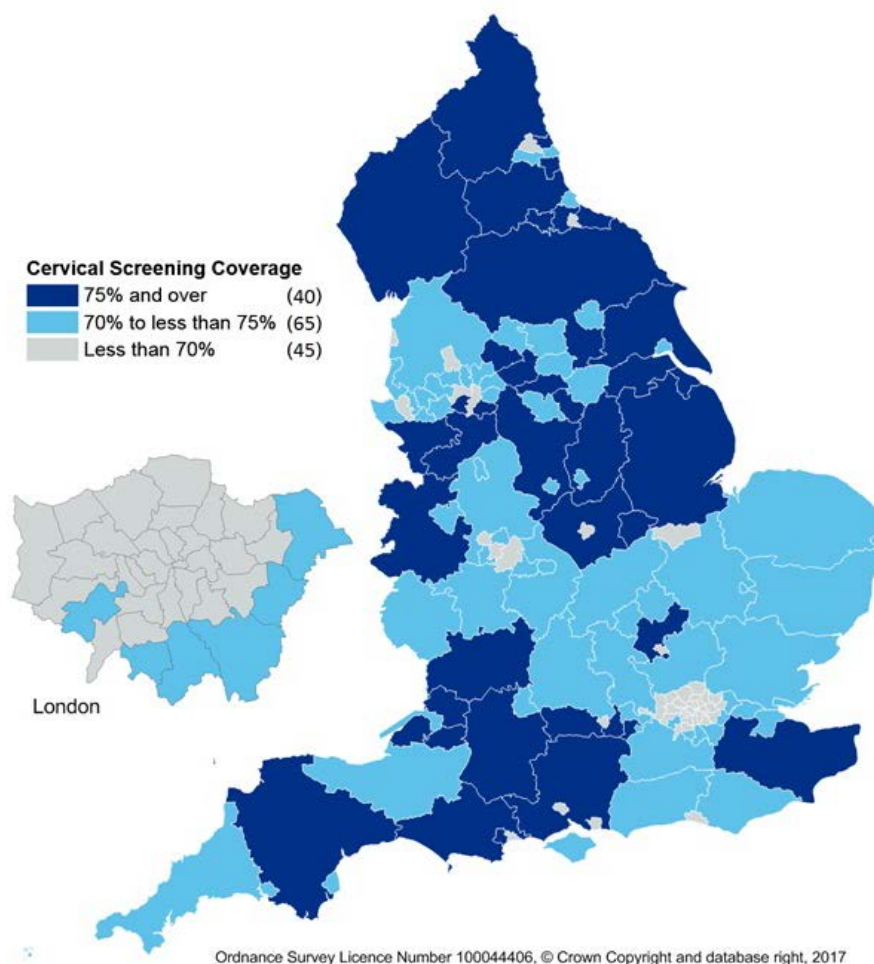 Cervical Screening Coverage
75% and over (40)
70% to less than 75% (65)
Less than 70% (45)
London
Ordnance Survey Licence Number 100044406, © Crown Copyright and database right, 2017